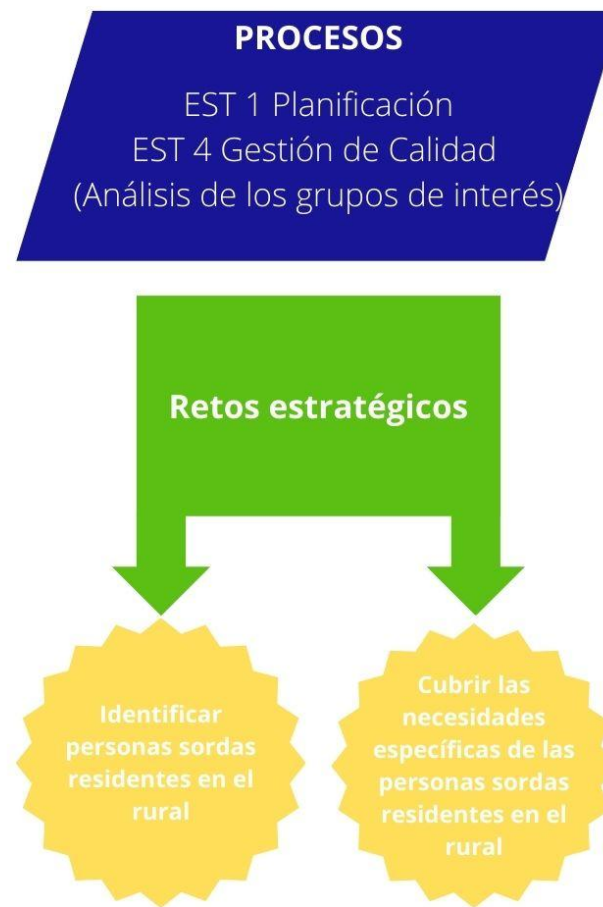 PROCESOS
EST 1 Planificación
EST 4 Gestión de Calidad
(Análisis de los grupos de interés)
Retos estratégicos
Identificar
personas sordas
residentes en el
rural
Cubrir las
necesidades
específicas de las
personas sordas
residentes en el
rural